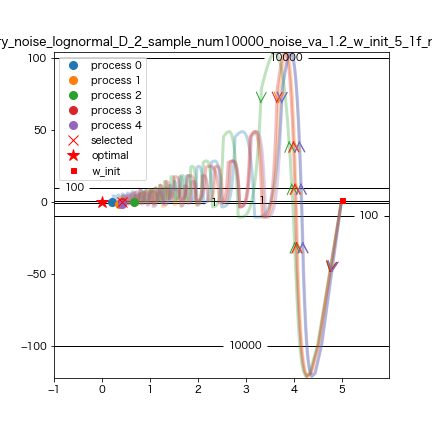 ry_noise_lognormal_D_2_sample_num10000_noise_va_1.2_w_init_5_1f_r
100
50
0
−50
−100
−1
0
1
2
3
4
5
process 0
process 1
process 2
process 3
process 4
selected
optimal
w_init
10000
100
1
1
100
10000